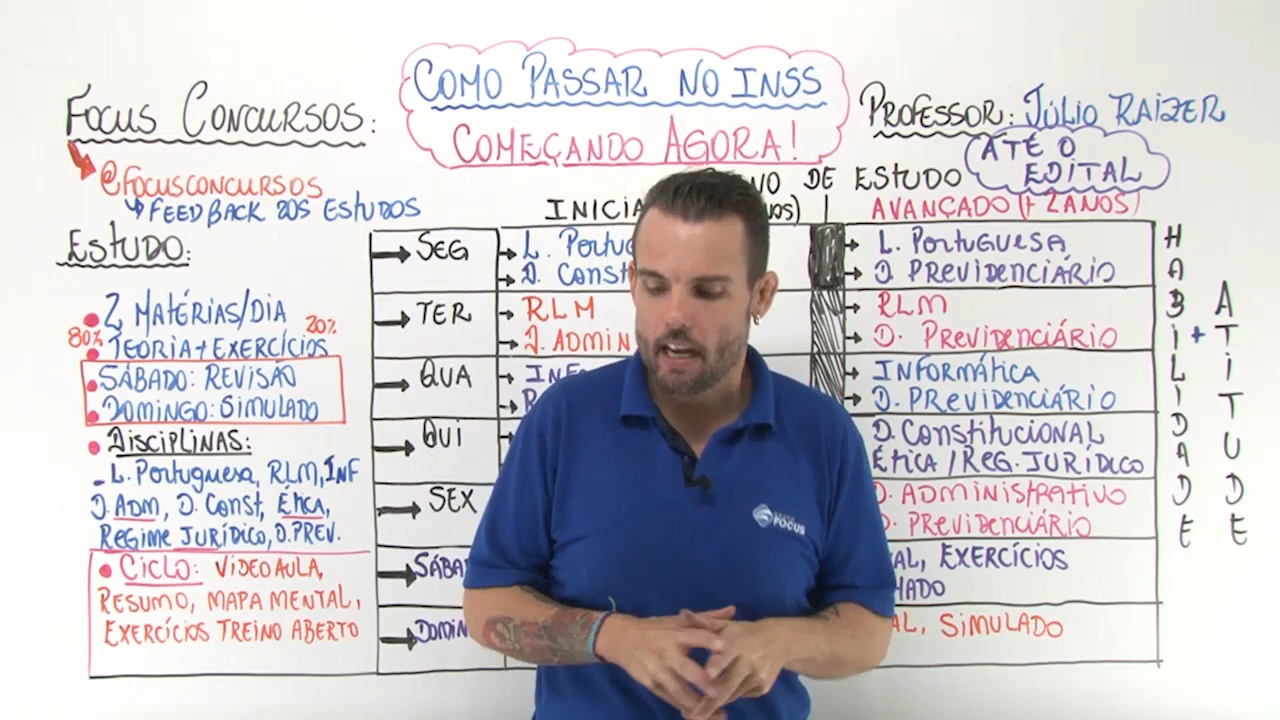 COMO PASSAR NO INSS
COMEÇANDO AGORA!
FOCUS CONCURSOS:
@FOCUSCONCURSOS
FEEDBACK DOS ESTUDOS
PROFESSOR: JÚLIO RAIZER
ATÉ O
EDITAL
DE ESTUDO
AVANÇADO (+ 2 ANOS)
ESTUDO:
2 MATÉRIAS/DIA
80% 20%
TEORIA + EXERCÍCIOS
SÁBADO: REVISÃO
DOMINGO: SIMULADO
DISCIPLINAS:
- L. PORTUGUESA, RLM, INF
D. ADM, D. CONST, ÉTICA,
REGIME JURÍDICO, D. PREV.
CICLO: VIDEOAULA,
RESUMO, MAPA MENTAL,
EXERCÍCIOS TREINO ABERTO
SEG
L. PORTUG
D. CONST
L. PORTUGUESA
D. PREVIDENCIÁRIO
TER
RLM
D. ADMIN
RLM
D. PREVIDENCIÁRIO
QUA
INF
INFORMÁTICA
D. PREVIDENCIÁRIO
QUI
D. CONSTITUCIONAL
ÉTICA / REG. JURÍDICO
SEX
D. ADMINISTRATIVO
D. PREVIDENCIÁRIO
SÁBA
AL, EXERCÍCIOS
HADO
DOMIN
AL, SIMULADO
HABILIDADE
+
ATITUDE
FOCUS